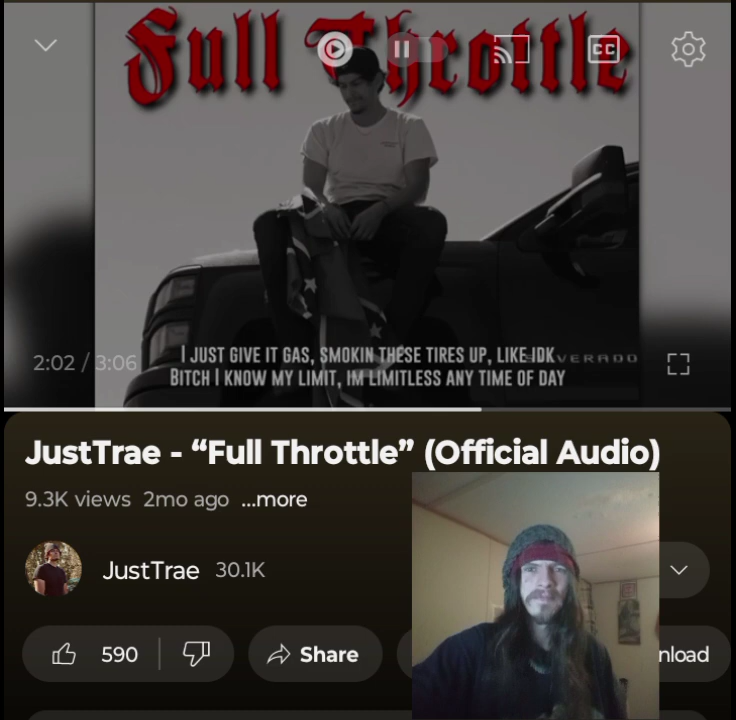 Full Throttle
CC
2:02 / 3:06
I JUST GIVE IT GAS, SMOKIN THESE TIRES UP, LIKE IDK
BITCH I KNOW MY LIMIT, IM LIMITLESS ANY TIME OF DAY
JustTrae - “Full Throttle” (Official Audio)
9.3K views 2mo ago ...more
JustTrae 30.1K
590 Share nload